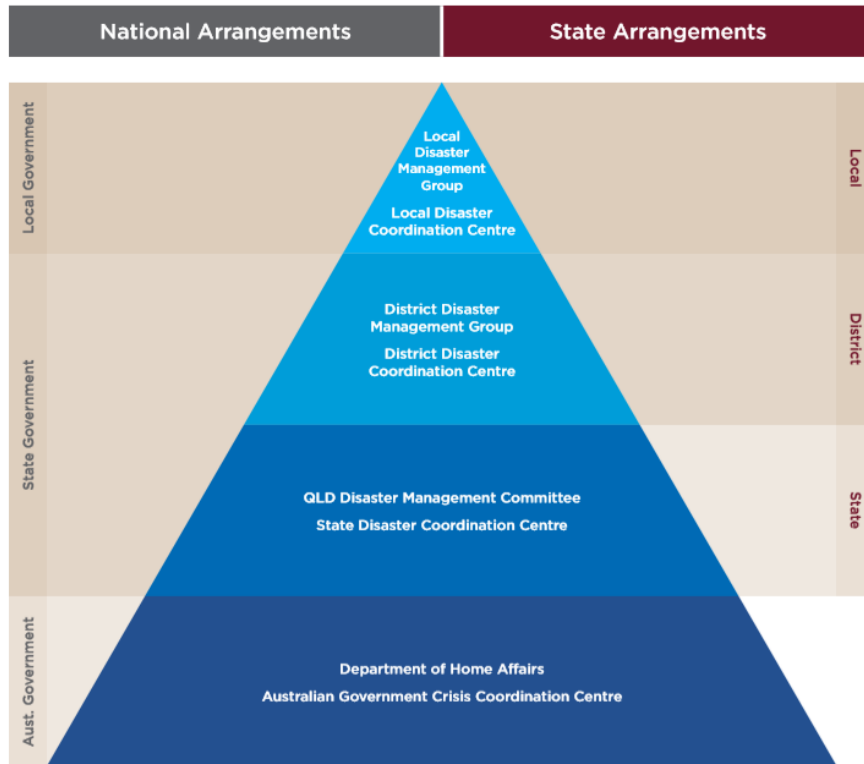 National Arrangements
State Arrangements
Local Government
Local
Disaster
Management
Group
Local Disaster
Coordination Centre
Local
State Government
District Disaster
Management Group
District Disaster
Coordination Centre
District
QLD Disaster Management Committee
State Disaster Coordination Centre
State
Aust. Government
Department of Home Affairs
Australian Government Crisis Coordination Centre